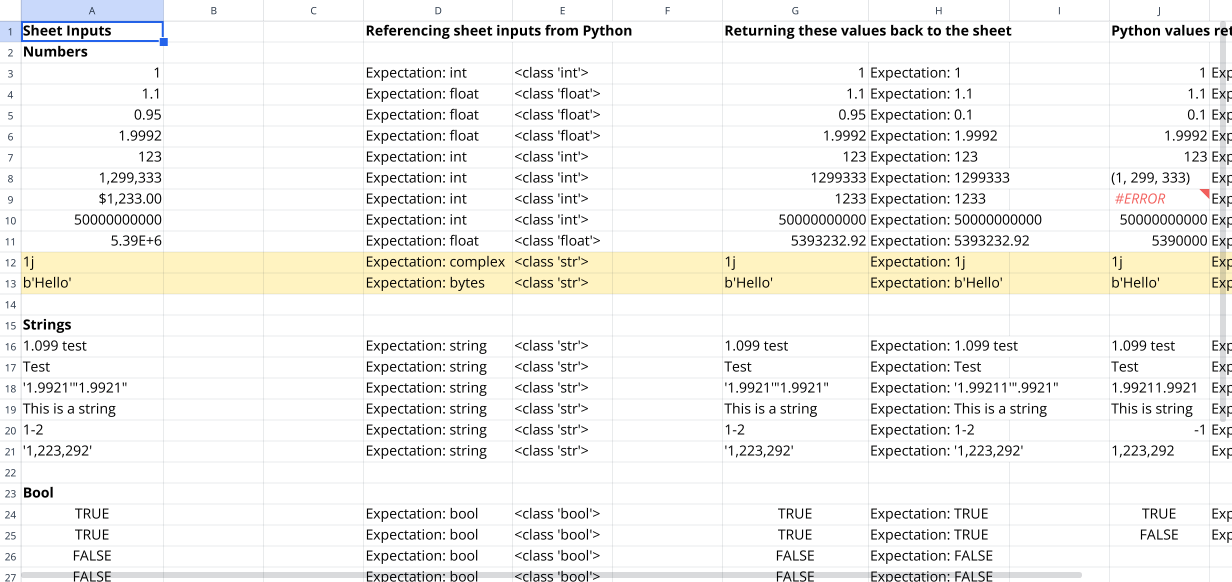 A B C D E F G H I J
1 Sheet Inputs Referencing sheet inputs from Python Returning these values back to the sheet Python values ret
2 Numbers
3 1 Expectation: int <class 'int'> 1 Expectation: 1 1 Exp
4 1.1 Expectation: float <class 'float'> 1.1 Expectation: 1.1 1.1 Exp
5 0.95 Expectation: float <class 'float'> 0.95 Expectation: 0.1 0.1 Exp
6 1.9992 Expectation: float <class 'float'> 1.9992 Expectation: 1.9992 1.9992 Exp
7 123 Expectation: int <class 'int'> 123 Expectation: 123 123 Exp
8 1,299,333 Expectation: int <class 'int'> 1299333 Expectation: 1299333 (1, 299, 333) Exp
9 $1,233.00 Expectation: int <class 'int'> 1233 Expectation: 1233 #ERROR Exp
10 50000000000 Expectation: int <class 'int'> 50000000000 Expectation: 50000000000 50000000000 Exp
11 5.39E+6 Expectation: float <class 'float'> 5393232.92 Expectation: 5393232.92 5390000 Exp
12 1j Expectation: complex <class 'str'> 1j Expectation: 1j 1j Exp
13 b'Hello' Expectation: bytes <class 'str'> b'Hello' Expectation: b'Hello' b'Hello' Exp
14
15 Strings
16 1.099 test Expectation: string <class 'str'> 1.099 test Expectation: 1.099 test 1.099 test Exp
17 Test Expectation: string <class 'str'> Test Expectation: Test Test Exp
18 '1.9921'"1.9921" Expectation: string <class 'str'> '1.9921'"1.9921" Expectation: '1.99211'".9921" 1.99211.9921 Exp
19 This is a string Expectation: string <class 'str'> This is a string Expectation: This is a string This is string Exp
20 1-2 Expectation: string <class 'str'> 1-2 Expectation: 1-2 -1 Exp
21 '1,223,292' Expectation: string <class 'str'> '1,223,292' Expectation: '1,223,292' 1,223,292 Exp
22
23 Bool
24 TRUE Expectation: bool <class 'bool'> TRUE Expectation: TRUE TRUE Exp
25 TRUE Expectation: bool <class 'bool'> TRUE Expectation: TRUE FALSE Exp
26 FALSE Expectation: bool <class 'bool'> FALSE Expectation: FALSE
27 FALSE Expectation: bool <class 'bool'> FALSE Expectation: FALSE